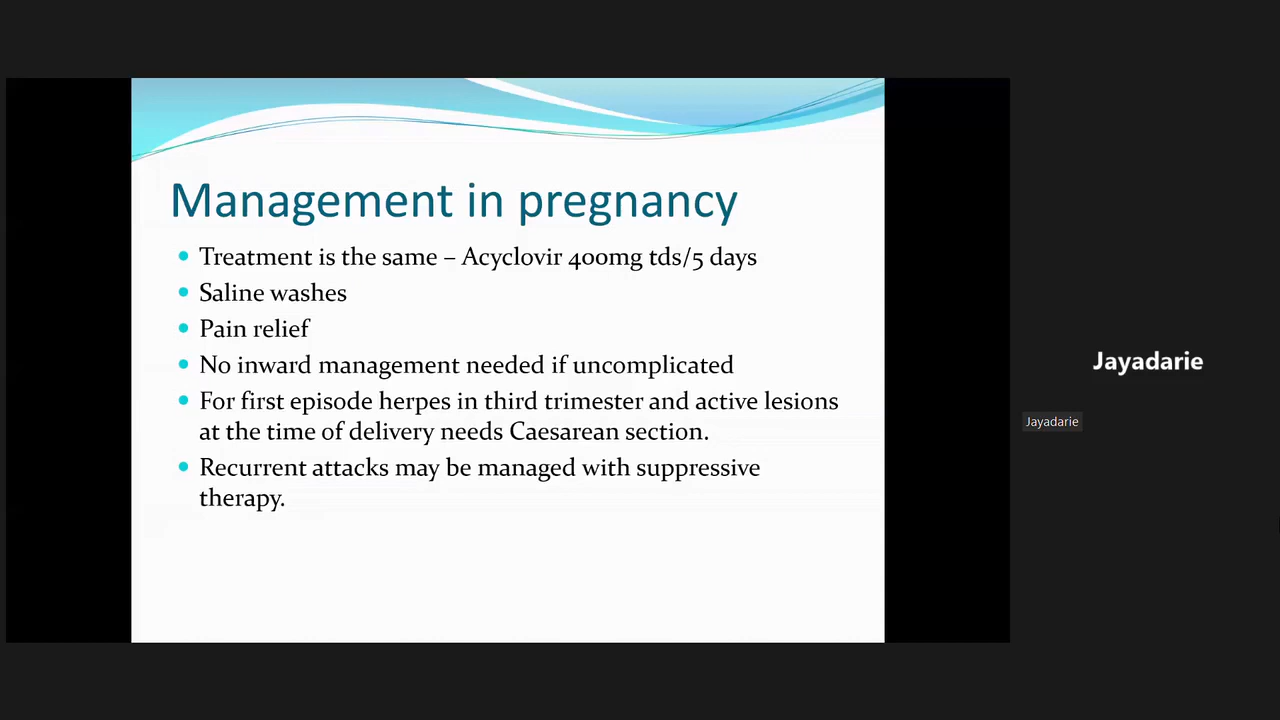 Management in pregnancy
• Treatment is the same – Acyclovir 400mg tds/5 days
• Saline washes
• Pain relief
• No inward management needed if uncomplicated
• For first episode herpes in third trimester and active lesions
at the time of delivery needs Caesarean section.
• Recurrent attacks may be managed with suppressive
therapy.
Jayadarie
Jayadarie